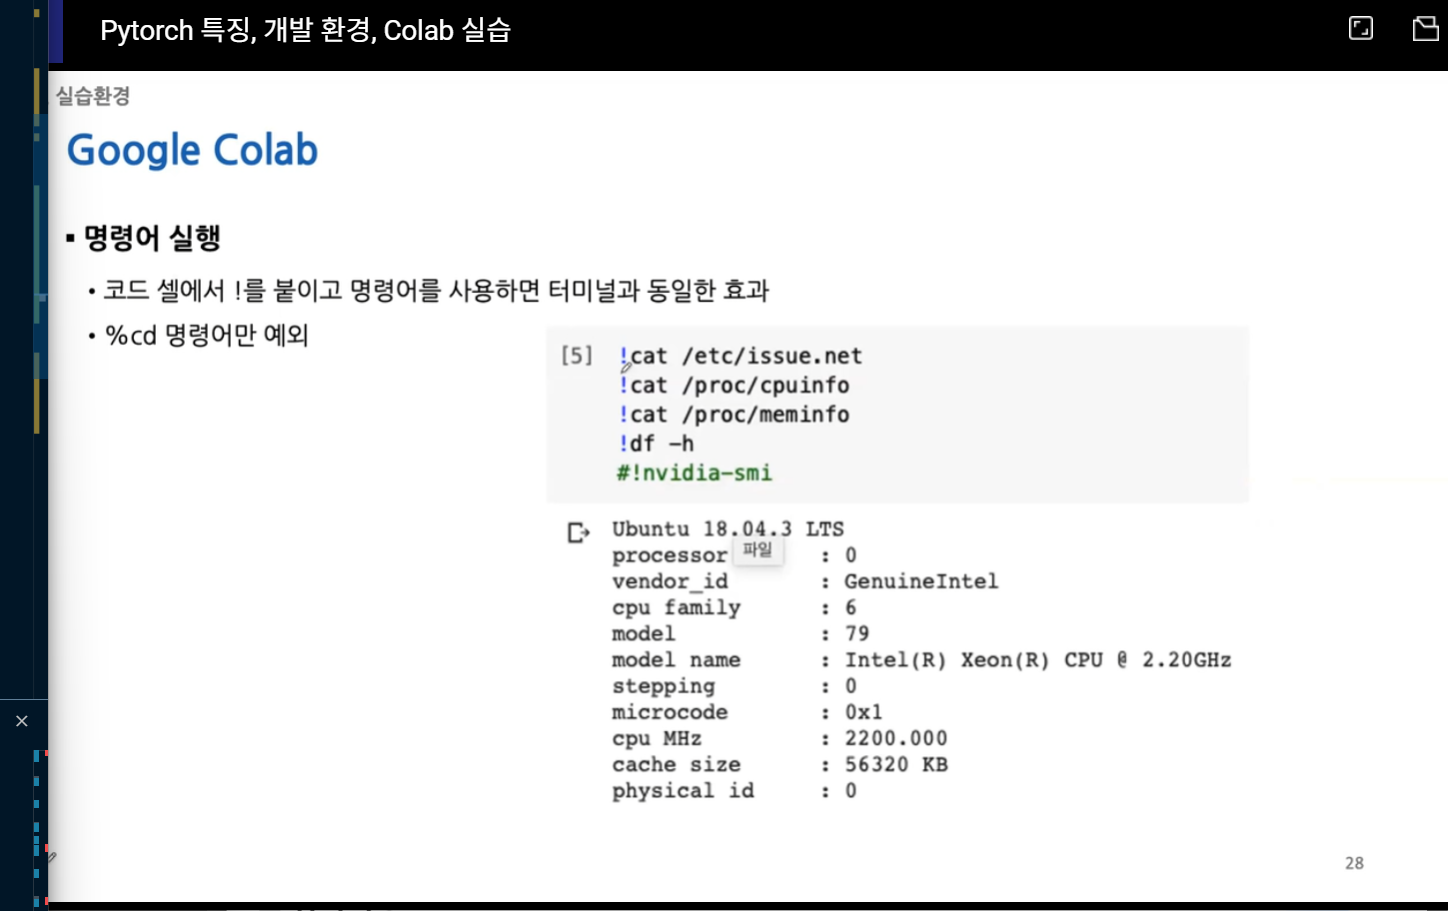 Pytorch 특징, 개발 환경, Colab 실습
실습환경
Google Colab
▪ 명령어 실행
• 코드 셀에서 !를 붙이고 명령어를 사용하면 터미널과 동일한 효과
• %cd 명령어만 예외
[5] !cat /etc/issue.net
!cat /proc/cpuinfo
!cat /proc/meminfo
!df -h
#!nvidia-smi
Ubuntu 18.04.3 LTS
파일
processor : 0
vendor_id : GenuineIntel
cpu family : 6
model : 79
model name : Intel(R) Xeon(R) CPU @ 2.20GHz
stepping : 0
microcode : 0x1
cpu MHz : 2200.000
cache size : 56320 KB
physical id : 0
28